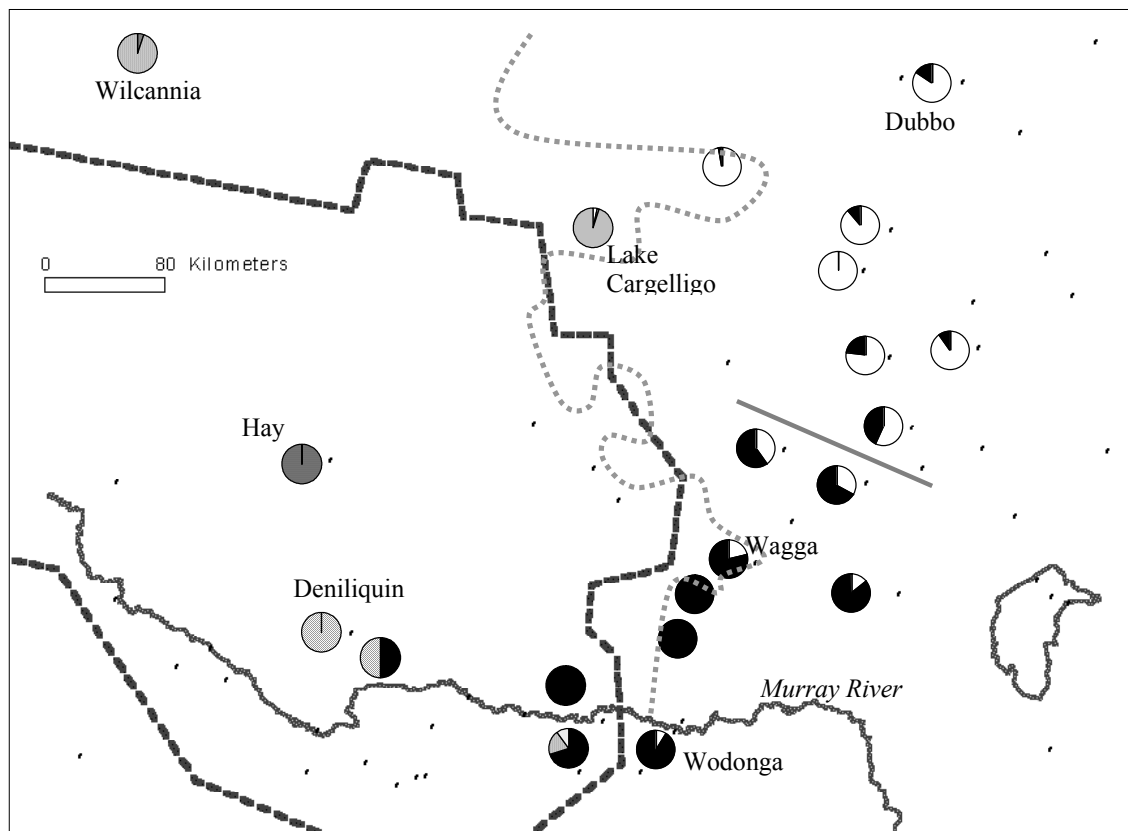 Wilcannia
Dubbo
Lake
Cargelligo
0 80 Kilometers
Hay
Wagga
Deniliquin
Murray River
Wodonga